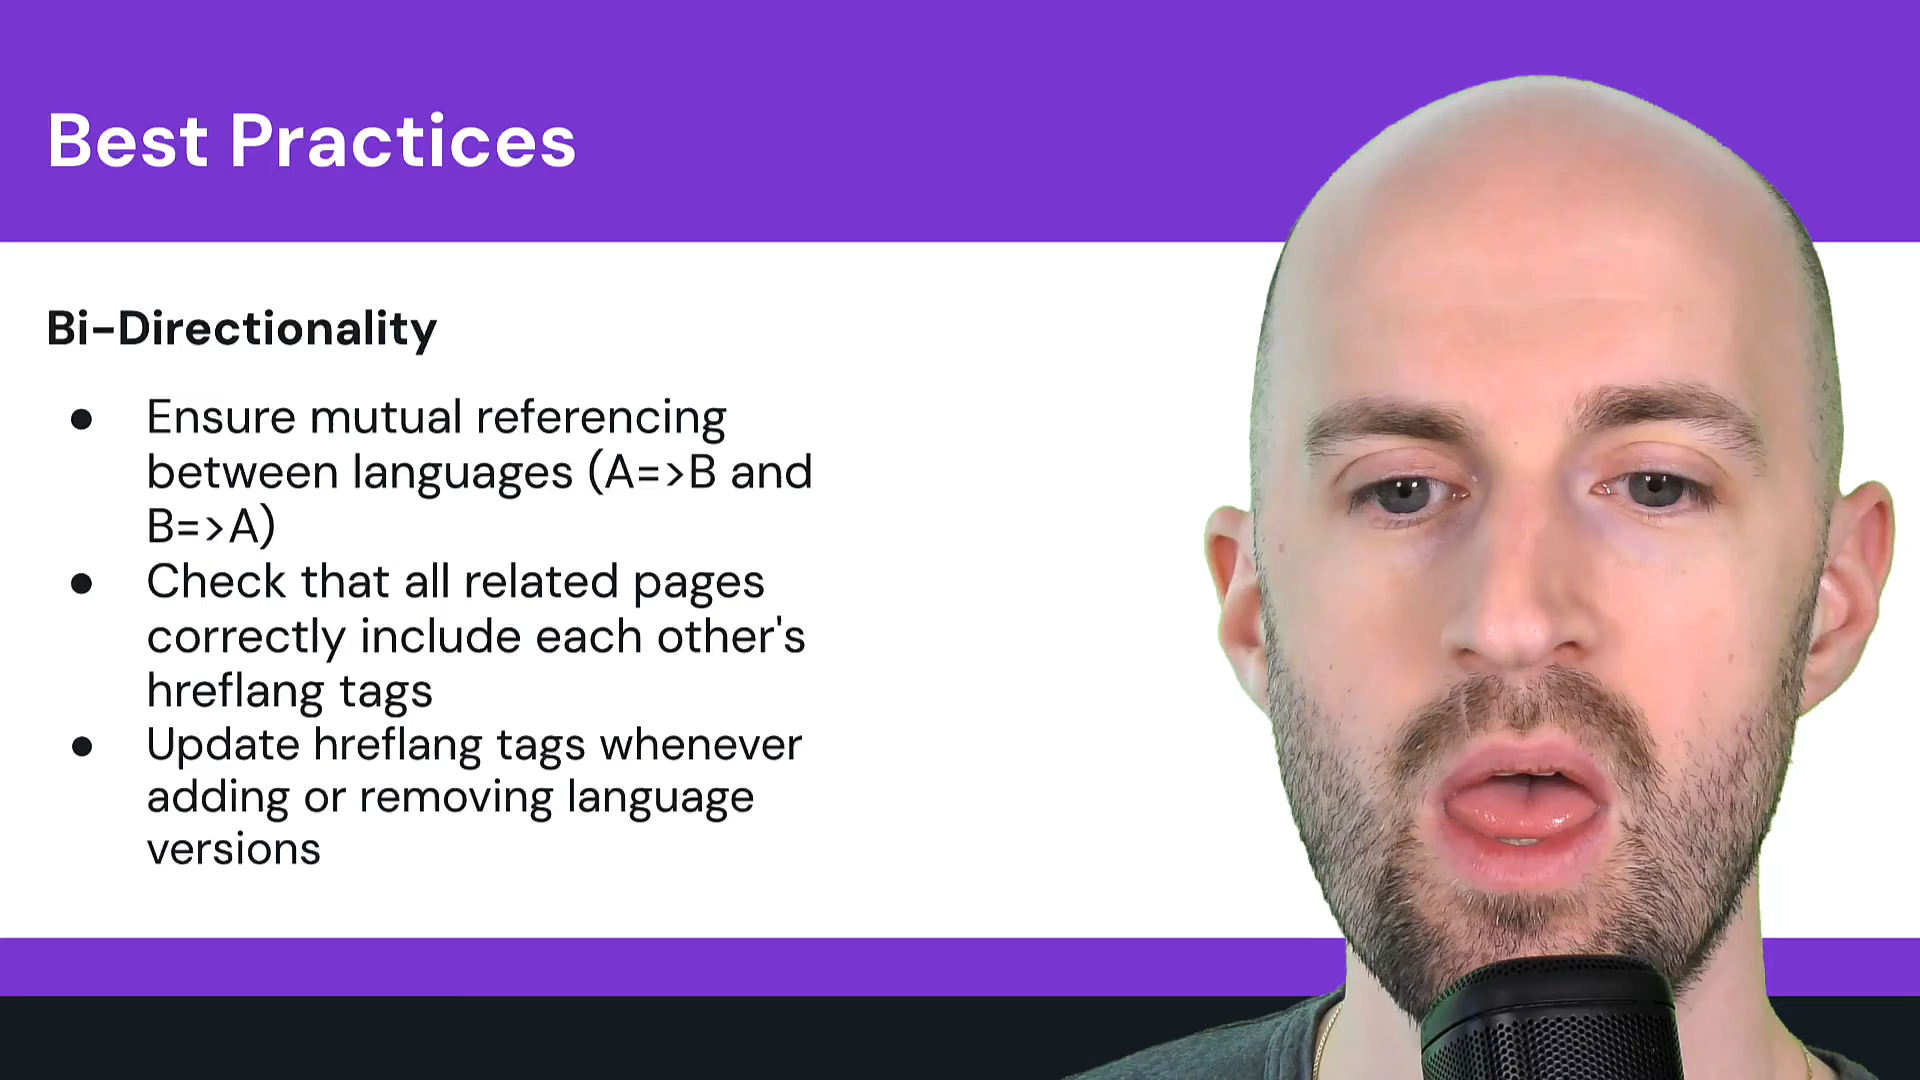 Best Practices
Bi-Directionality
● Ensure mutual referencing
between languages (A=>B and
B=>A)
● Check that all related pages
correctly include each other's
hreflang tags
● Update hreflang tags whenever
adding or removing language
versions